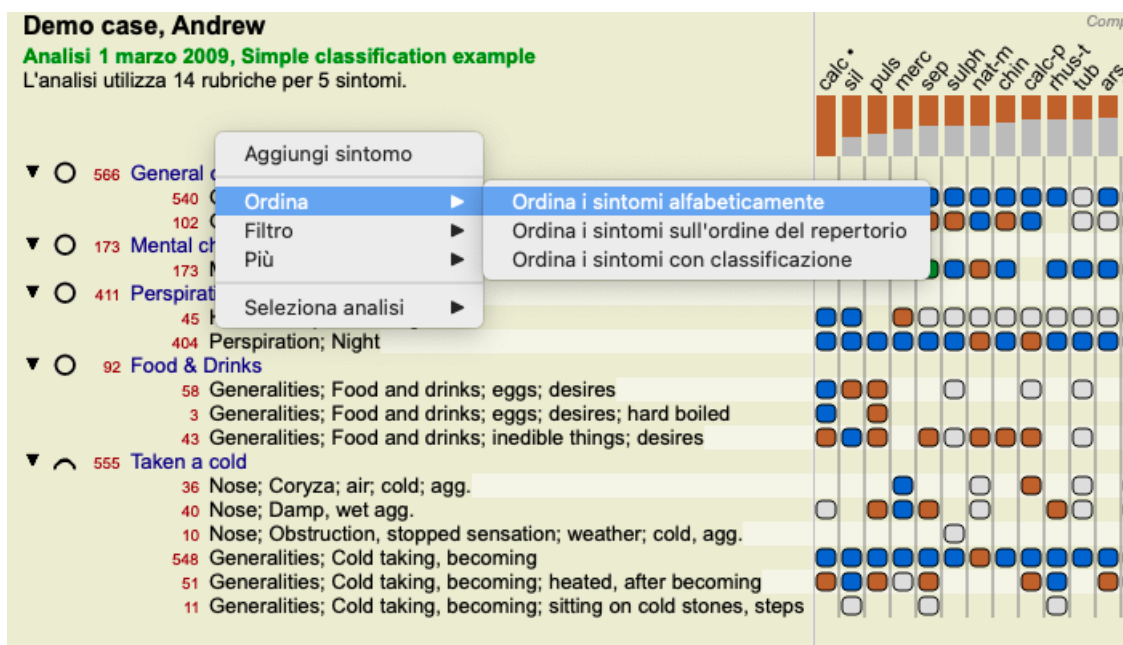 Demo case, Andrew
Comp
Analisi 1 marzo 2009, Simple classification example
L'analisi utilizza 14 rubriche per 5 sintomi.
calc •
sil
puls
merc
sep
sulph
nat-m
chin
calc-p
rhus-t
tub
ars
Aggiungi sintomo
Ordina
Filtro
Più
Seleziona analisi
Ordina i sintomi alfabeticamente
Ordina i sintomi sull'ordine del repertorio
Ordina i sintomi con classificazione
566 General
540
102
173 Mental
173
411 Perspirati
45
404 Perspiration; Night
92 Food & Drinks
58 Generalities; Food and drinks; eggs; desires
3 Generalities; Food and drinks; eggs; desires; hard boiled
43 Generalities; Food and drinks; inedible things; desires
555 Taken a cold
36 Nose; Coryza; air; cold; agg.
40 Nose; Damp, wet agg.
10 Nose; Obstruction, stopped sensation; weather; cold, agg.
548 Generalities; Cold taking, becoming
51 Generalities; Cold taking, becoming; heated, after becoming
11 Generalities; Cold taking, becoming; sitting on cold stones, steps